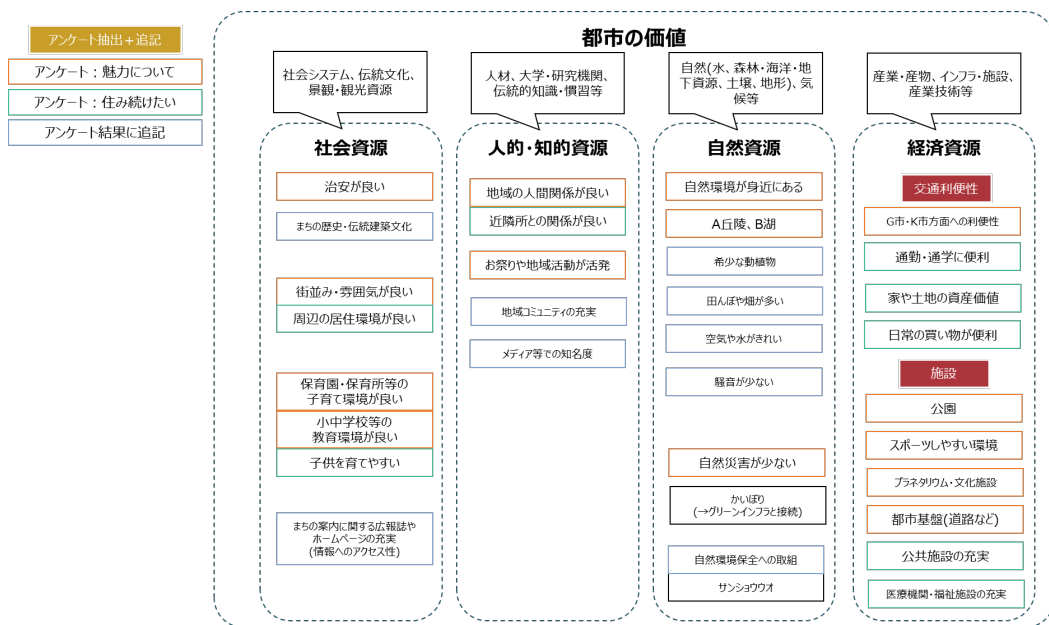 アンケート抽出+追記
アンケート：魅力について
アンケート：住み続けたい
アンケート結果に追記
都市の価値
社会システム、伝統文化、
景観・観光資源
社会資源
治安が良い
まちの歴史・伝統建築文化
街並み・雰囲気が良い
周辺の居住環境が良い
保育園・保育所等の
子育て環境が良い
小中学校等の
教育環境が良い
子供を育てやすい
まちの案内に関する広報誌や
ホームページの充実
(情報へのアクセス性)
人材、大学・研究機関、
伝統的知識・慣習等
人的・知的資源
地域の人間関係が良い
近隣所との関係が良い
お祭りや地域活動が活発
地域コミュニティの充実
メディア等での知名度
自然(水、森林・海洋・地
下資源、土壌、地形)、気
候等
自然資源
自然環境が身近にある
A丘陵、B湖
希少な動植物
田んぼや畑が多い
空気や水がきれい
騒音が少ない
自然災害が少ない
かいぼり
(→グリーンインフラと接続)
自然環境保全への取組
サンショウウオ
産業・産物、インフラ・施設、
産業技術等
経済資源
交通利便性
G市・K市方面への利便性
通勤・通学に便利
家や土地の資産価値
日常の買い物が便利
施設
公園
スポーツしやすい環境
プラネタリウム・文化施設
都市基盤(道路など)
公共施設の充実
医療機関・福祉施設の充実